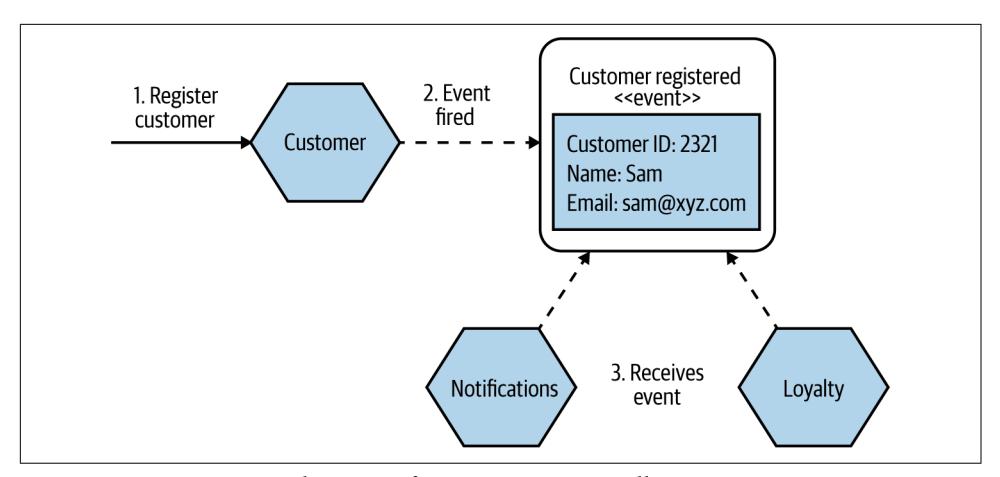 1. Register
customer
Customer
2. Event
fired
Customer registered
<<event>>
Customer ID: 2321
Name: Sam
Email: sam@xyz.com
Notifications
3. Receives
event
Loyalty